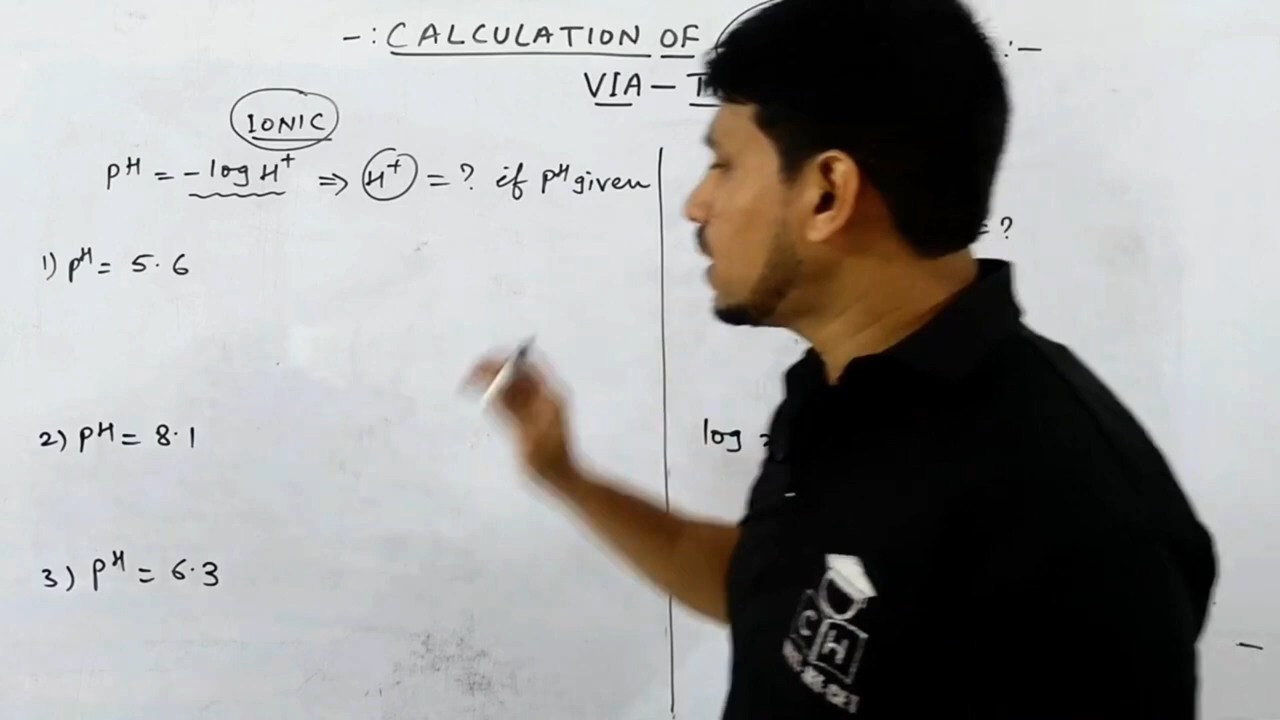 -: CALCULATION OF :-
VIA -
IONIC
pH = - log H⁺ ⇒ H⁺ = ? if pH given
= ?
1) pH = 5.6
2) pH = 8.1
log
3) pH = 6.3
CH